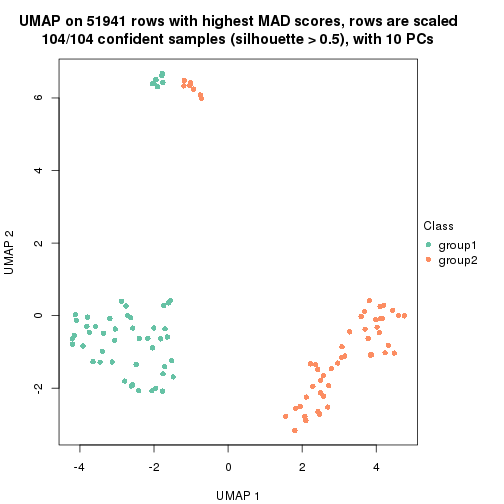 UMAP on 51941 rows with highest MAD scores, rows are scaled
104/104 confident samples (silhouette > 0.5), with 10 PCs
6
4
2
0
-2
UMAP 2
-4
-2
0
2
4
UMAP 1
Class
group1
group2